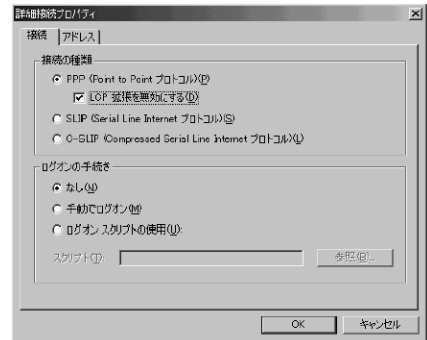 詳細接続プロパティ
接続 アドレス
接続の種類
PPP (Point to Point プロトコル)(P)
LCP 拡張を無効にする(D)
SLIP (Serial Line Internet プロトコル)(S)
C-SLIP (Compressed Serial Line Internet プロトコル)(L)
ログオンの手続き
なし(N)
手動でログオン(M)
ログオン スクリプトの使用(U):
スクリプト(T): 参照(B)...
OK キャンセル